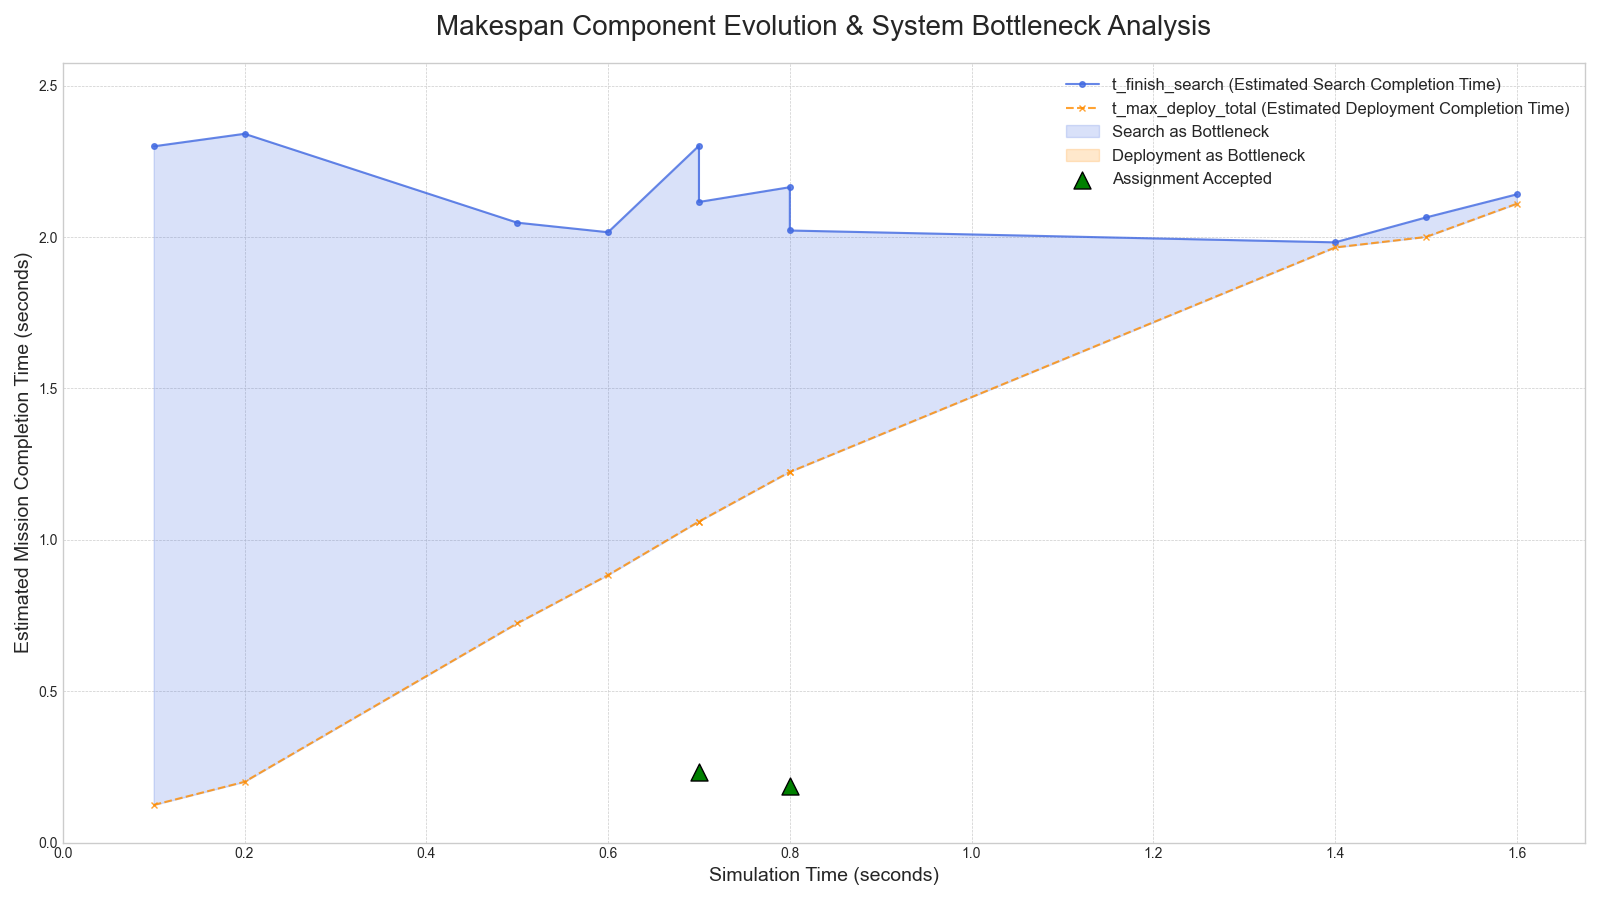 Makespan Component Evolution & System Bottleneck Analysis
t_finish_search (Estimated Search Completion Time)
t_max_deploy_total (Estimated Deployment Completion Time)
Search as Bottleneck
Deployment as Bottleneck
Assignment Accepted
Estimated Mission Completion Time (seconds)
2.5
2.0
1.5
1.0
0.5
0.0
0.0 0.2 0.4 0.6 0.8 1.0 1.2 1.4 1.6
Simulation Time (seconds)